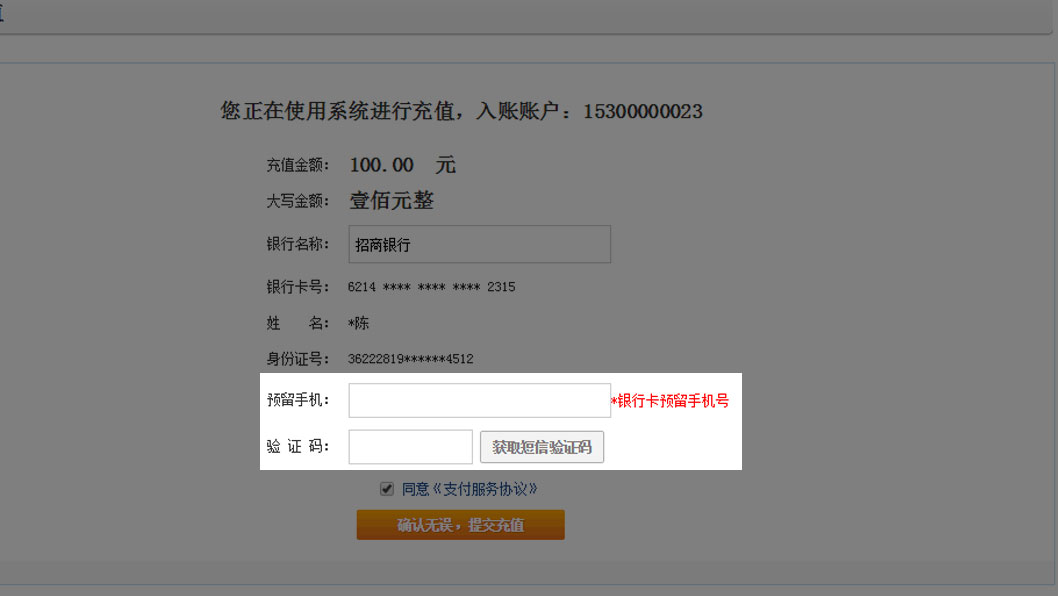 您正在使用系统进行充值，入账账户：15300000023
充值金额： 100.00 元
大写金额： 壹佰元整
银行名称： 招商银行
银行卡号： 6214 **** **** **** 2315
姓 名： *陈
身份证号： 36222819******4512
预留手机： *银行卡预留手机号
验 证 码： 获取短信验证码
同意《支付服务协议》
确认无误，提交充值